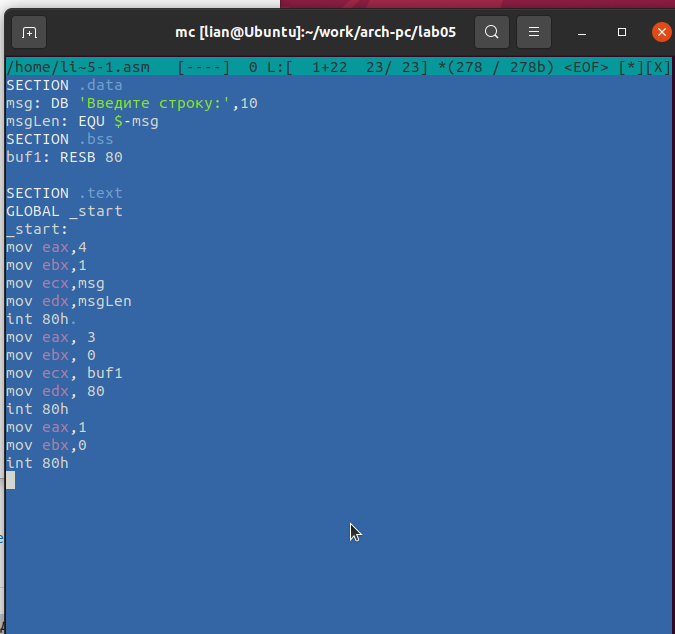 mc [lian@Ubuntu]:~/work/arch-pc/lab05
/home/li~5-1.asm   [----]  0 L:[  1+22  23/ 23] *(278 / 278b) <EOF> [*][X]
SECTION .data
msg: DB 'Введите строку:',10
msgLen: EQU $-msg
SECTION .bss
buf1: RESB 80
SECTION .text
GLOBAL _start
_start:
mov eax,4
mov ebx,1
mov ecx,msg
mov edx,msgLen
int 80h.
mov eax, 3
mov ebx, 0
mov ecx, buf1
mov edx, 80
int 80h
mov eax,1
mov ebx,0
int 80h